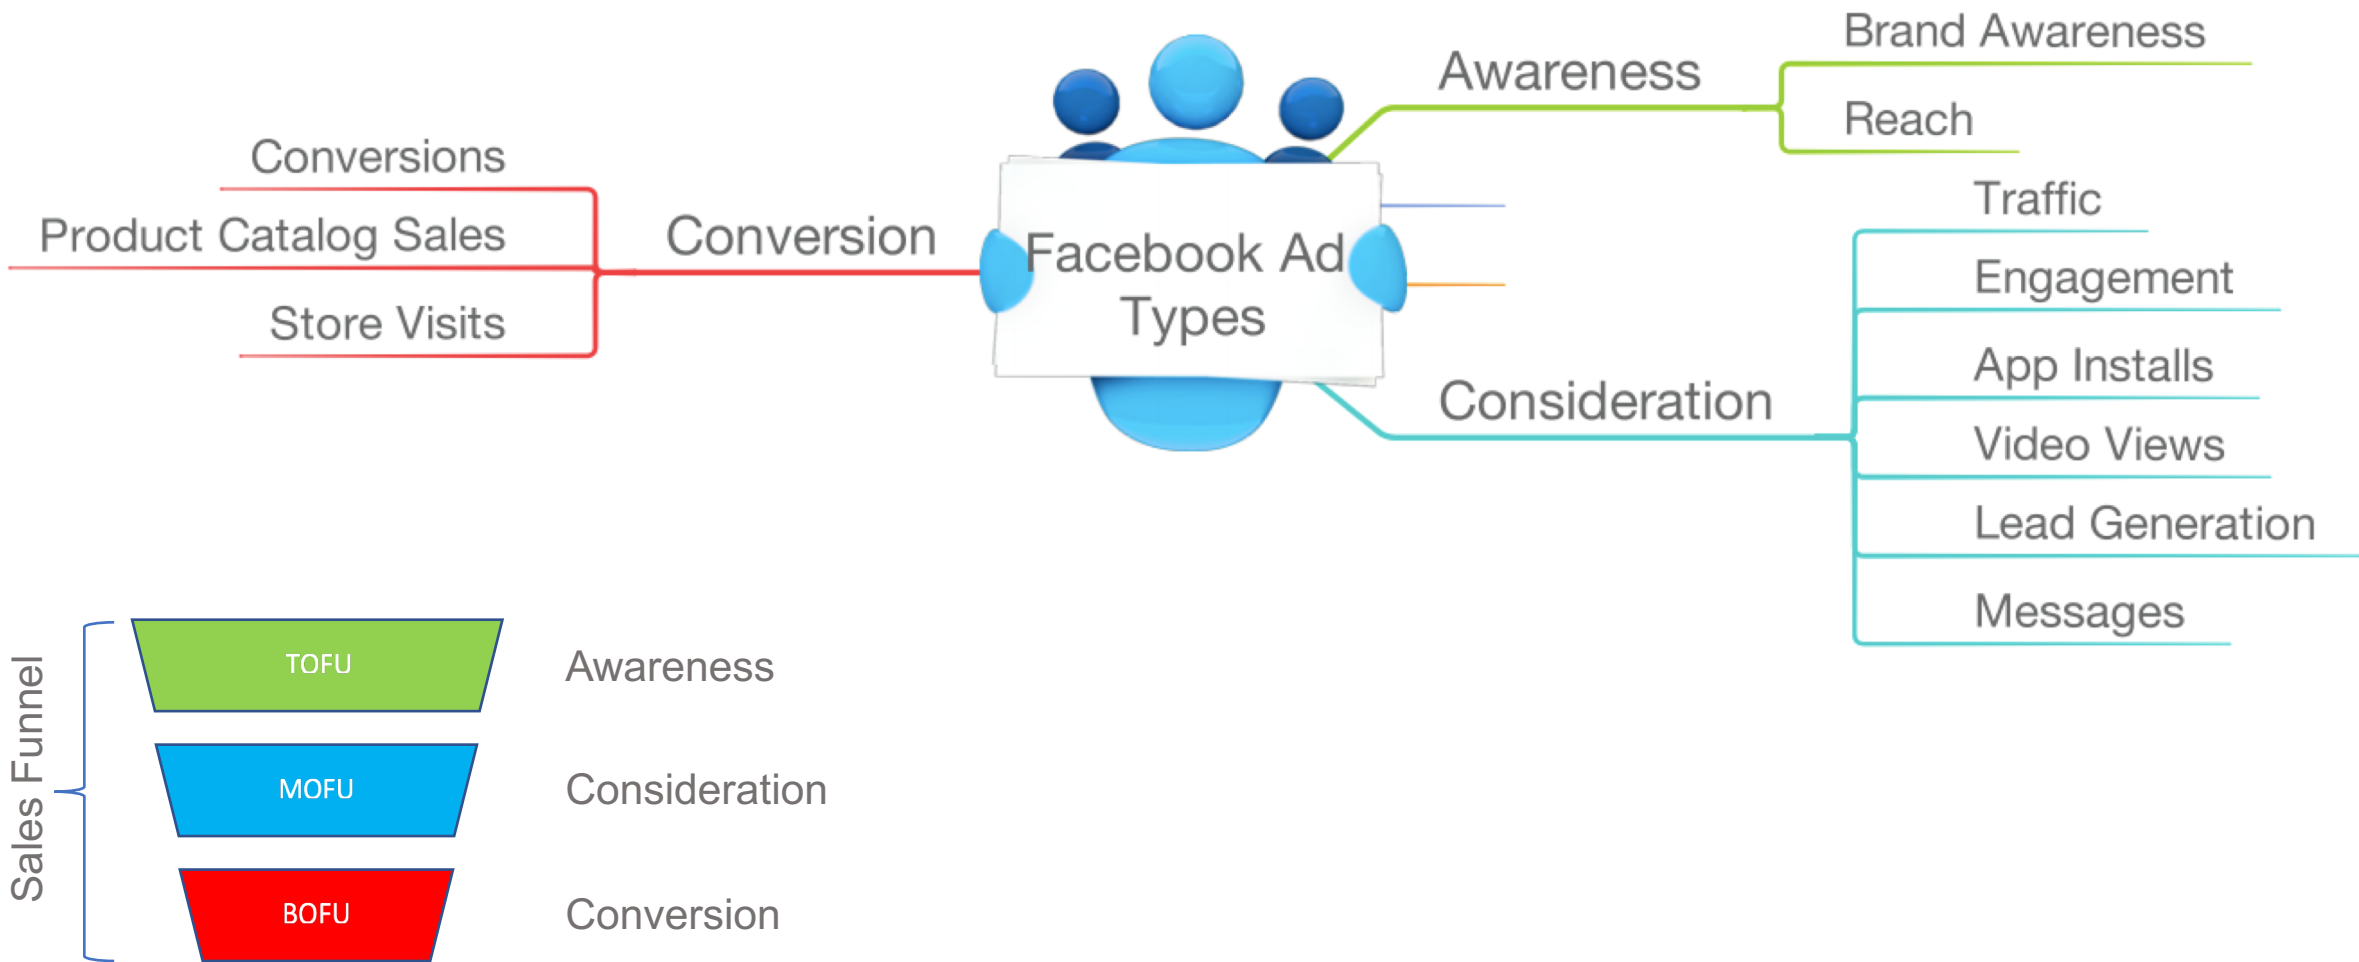 Facebook Ad
Types
Awareness
Brand Awareness
Reach
Consideration
Traffic
Engagement
App Installs
Video Views
Lead Generation
Messages
Conversion
Conversions
Product Catalog Sales
Store Visits
Sales Funnel
TOFU
Awareness
MOFU
Consideration
BOFU
Conversion